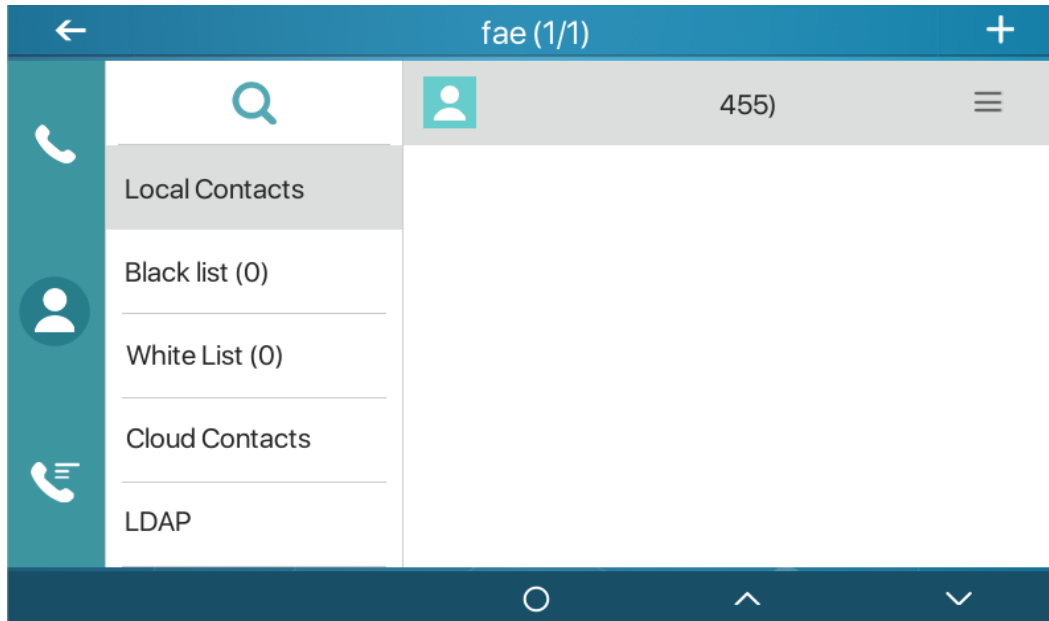 fae (1/1)
455)
Local Contacts
Black list (0)
White List (0)
Cloud Contacts
LDAP